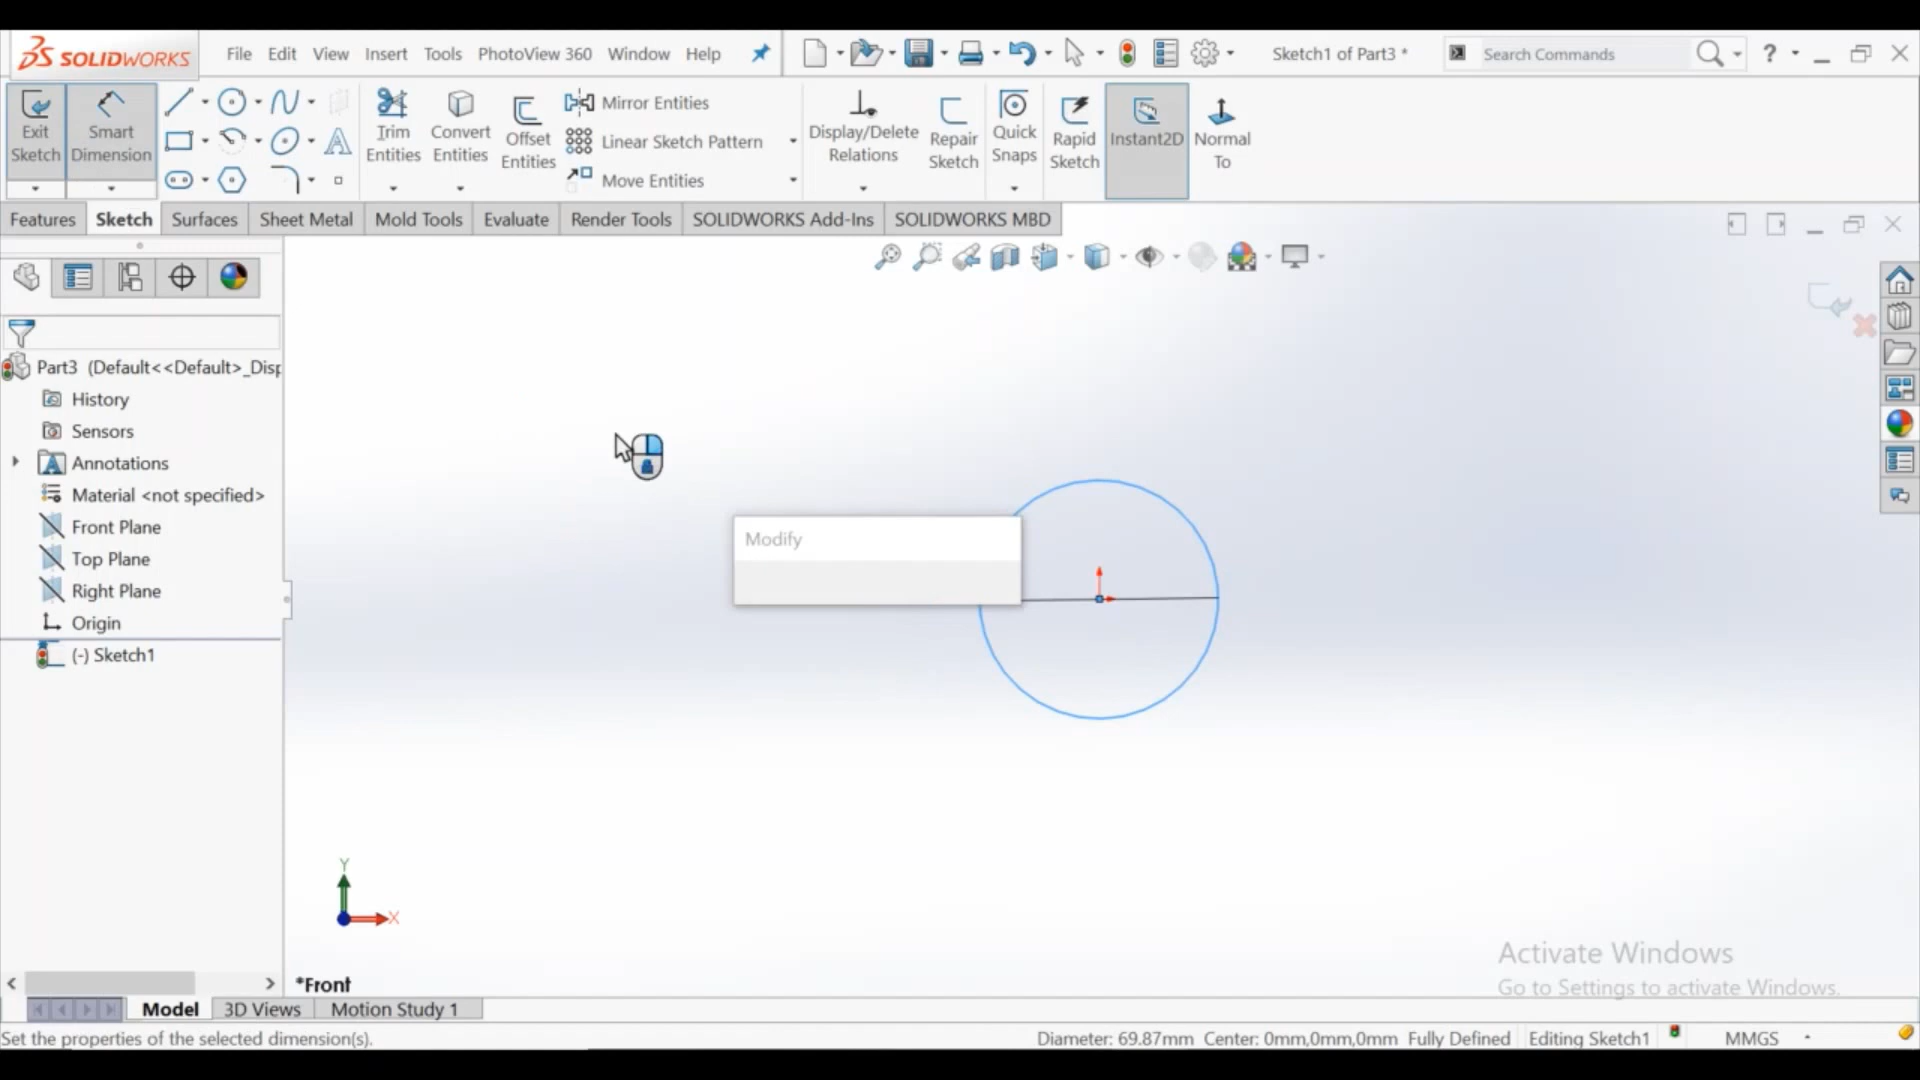 SOLIDWORKS File Edit View Insert Tools PhotoView 360 Window Help Sketch1 of Part3 * Search Commands ?
Exit Sketch
Smart Dimension
Trim Entities
Convert Entities
Offset Entities
Mirror Entities
Linear Sketch Pattern
Move Entities
Display/Delete Relations
Repair Sketch
Quick Snaps
Rapid Sketch
Instant2D
Normal To
Features Sketch Surfaces Sheet Metal Mold Tools Evaluate Render Tools SOLIDWORKS Add-Ins SOLIDWORKS MBD
Part3 (Default<<Default>_Disp
History
Sensors
Annotations
Material <not specified>
Front Plane
Top Plane
Right Plane
Origin
(-) Sketch1
Modify
Y
X
*Front
Activate Windows
Go to Settings to activate Windows.
Model 3D Views Motion Study 1
Set the properties of the selected dimension(s). Diameter: 69.87mm Center: 0mm,0mm,0mm Fully Defined Editing Sketch1 MMGS